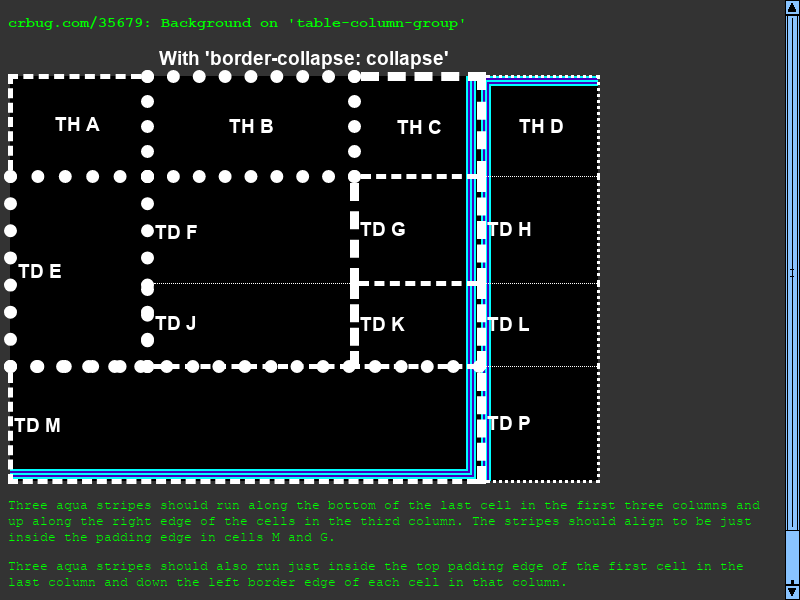 crbug.com/35679: Background on 'table-column-group'
With 'border-collapse: collapse'
TH A TH B TH C TH D
TD F TD G TD H
TD E
TD J TD K TD L
TD M TD P
Three aqua stripes should run along the bottom of the last cell in the first three columns and
up along the right edge of the cells in the third column. The stripes should align to be just
inside the padding edge in cells M and G.
Three aqua stripes should also run just inside the top padding edge of the first cell in the
last column and down the left border edge of each cell in that column.